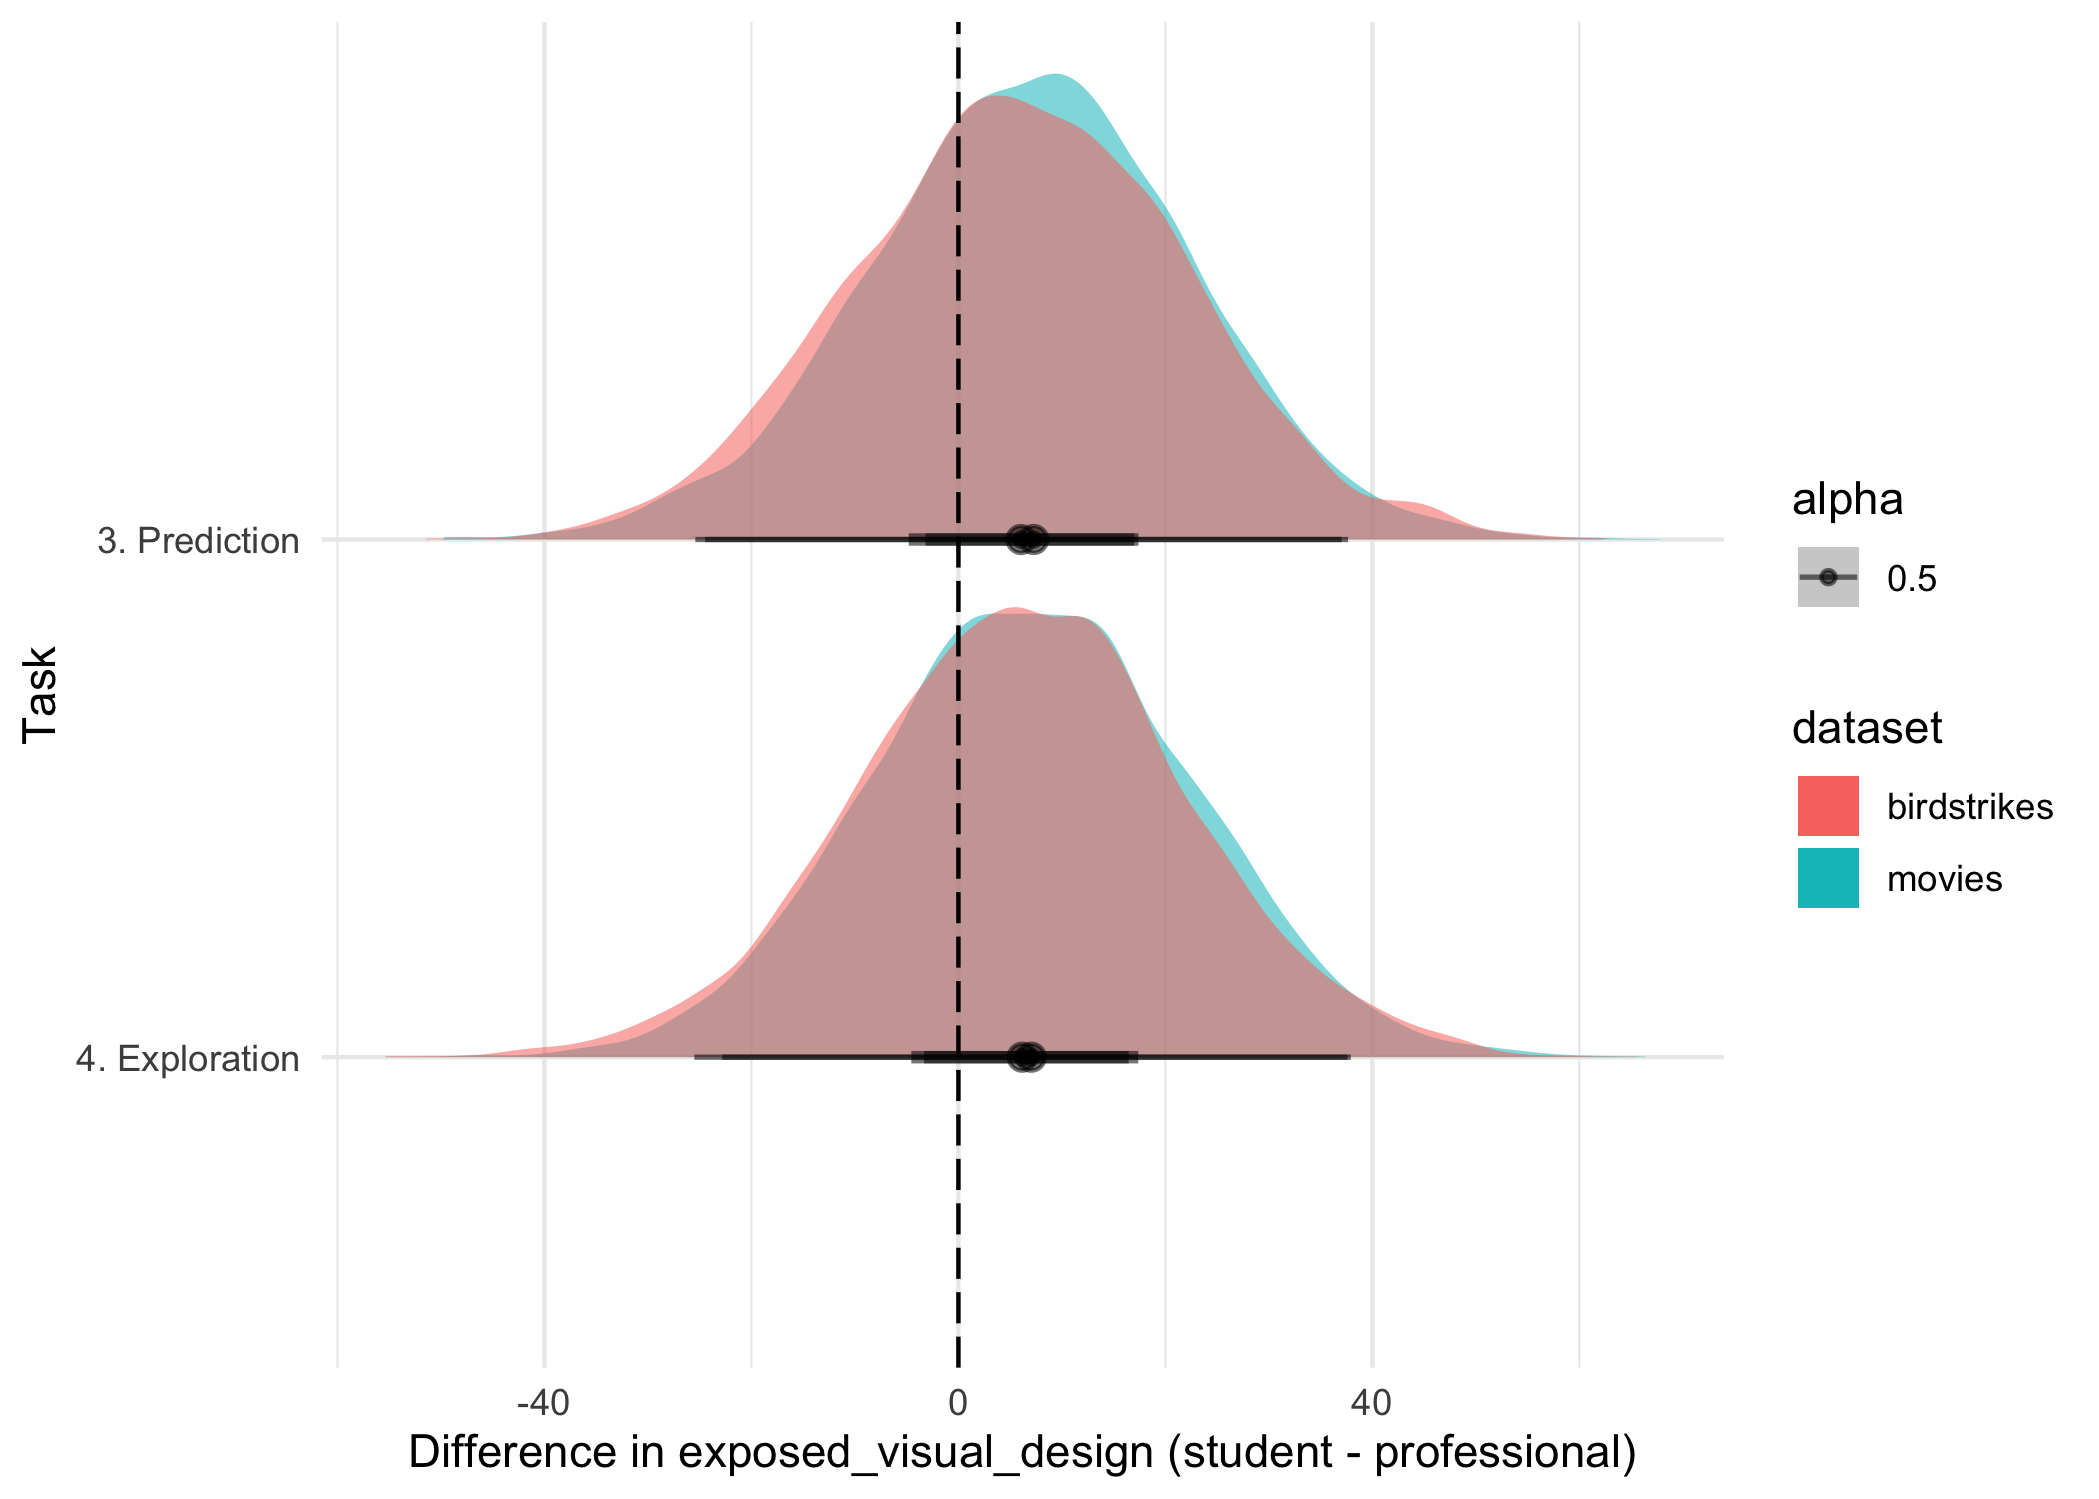 3. Prediction
4. Exploration
Task
-40
0
40
Difference in exposed_visual_design (student - professional)
alpha
0.5
dataset
birdstrikes
movies